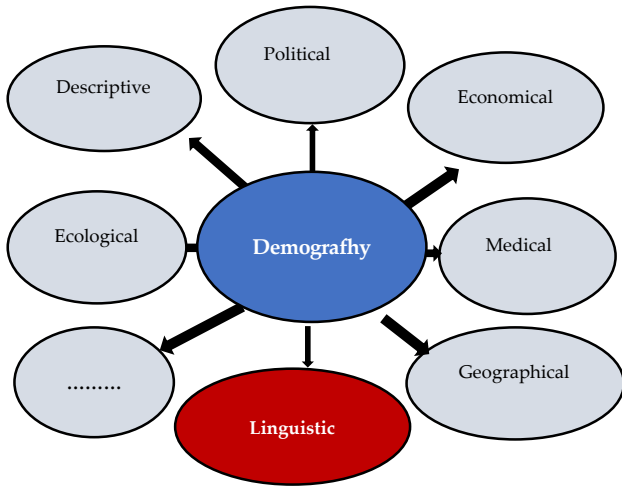 Political
Descriptive
Economical
Ecological
Demografhy
Medical
.........
Geographical
Linguistic